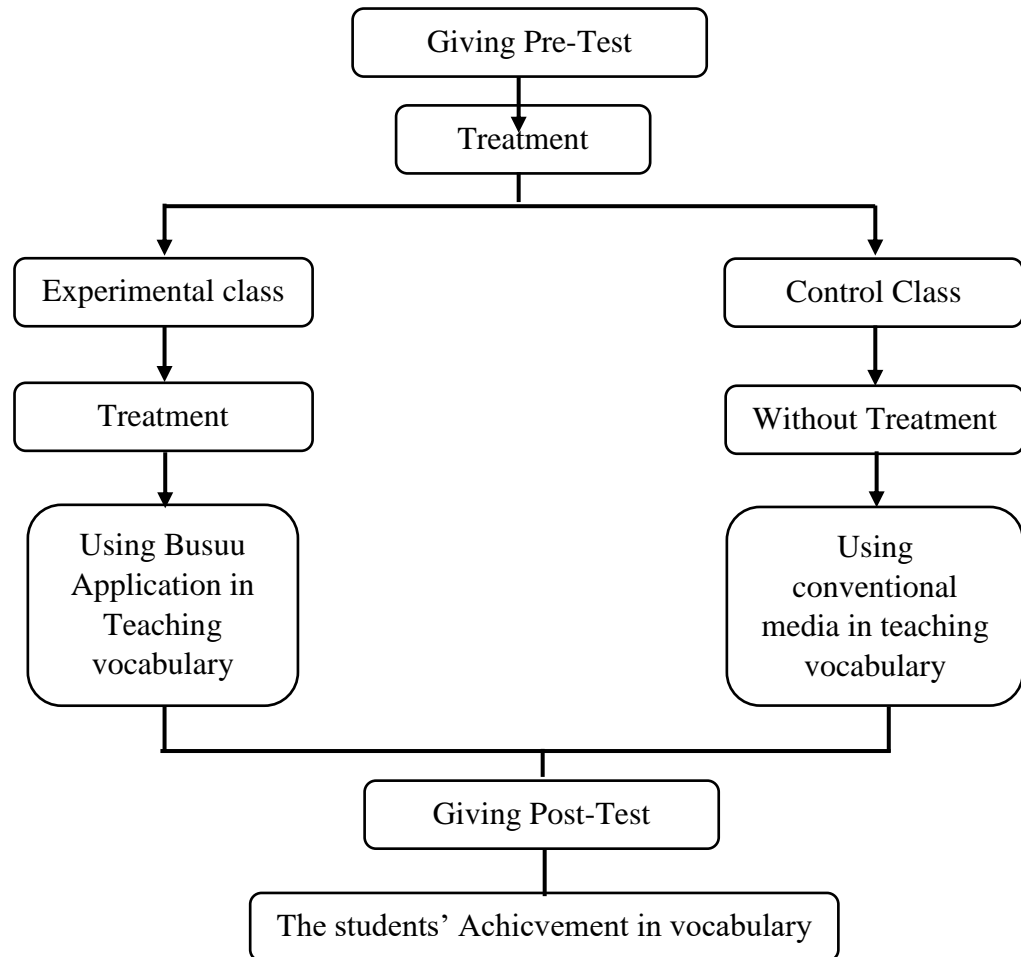 Giving Pre-Test
Treatment
Experimental class
Control Class
Treatment
Without Treatment
Using Busuu
Application in
Teaching
vocabulary
Using
conventional
media in teaching
vocabulary
Giving Post-Test
The students’ Achicvement in vocabulary